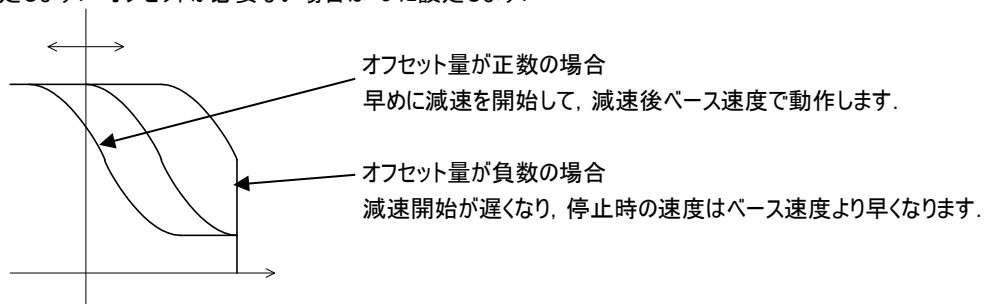 オフセット量が正数の場合
早めに減速を開始して, 減速後ベース速度で動作します.
オフセット量が負数の場合
減速開始が遅くなり, 停止時の速度はベース速度より早くなります.